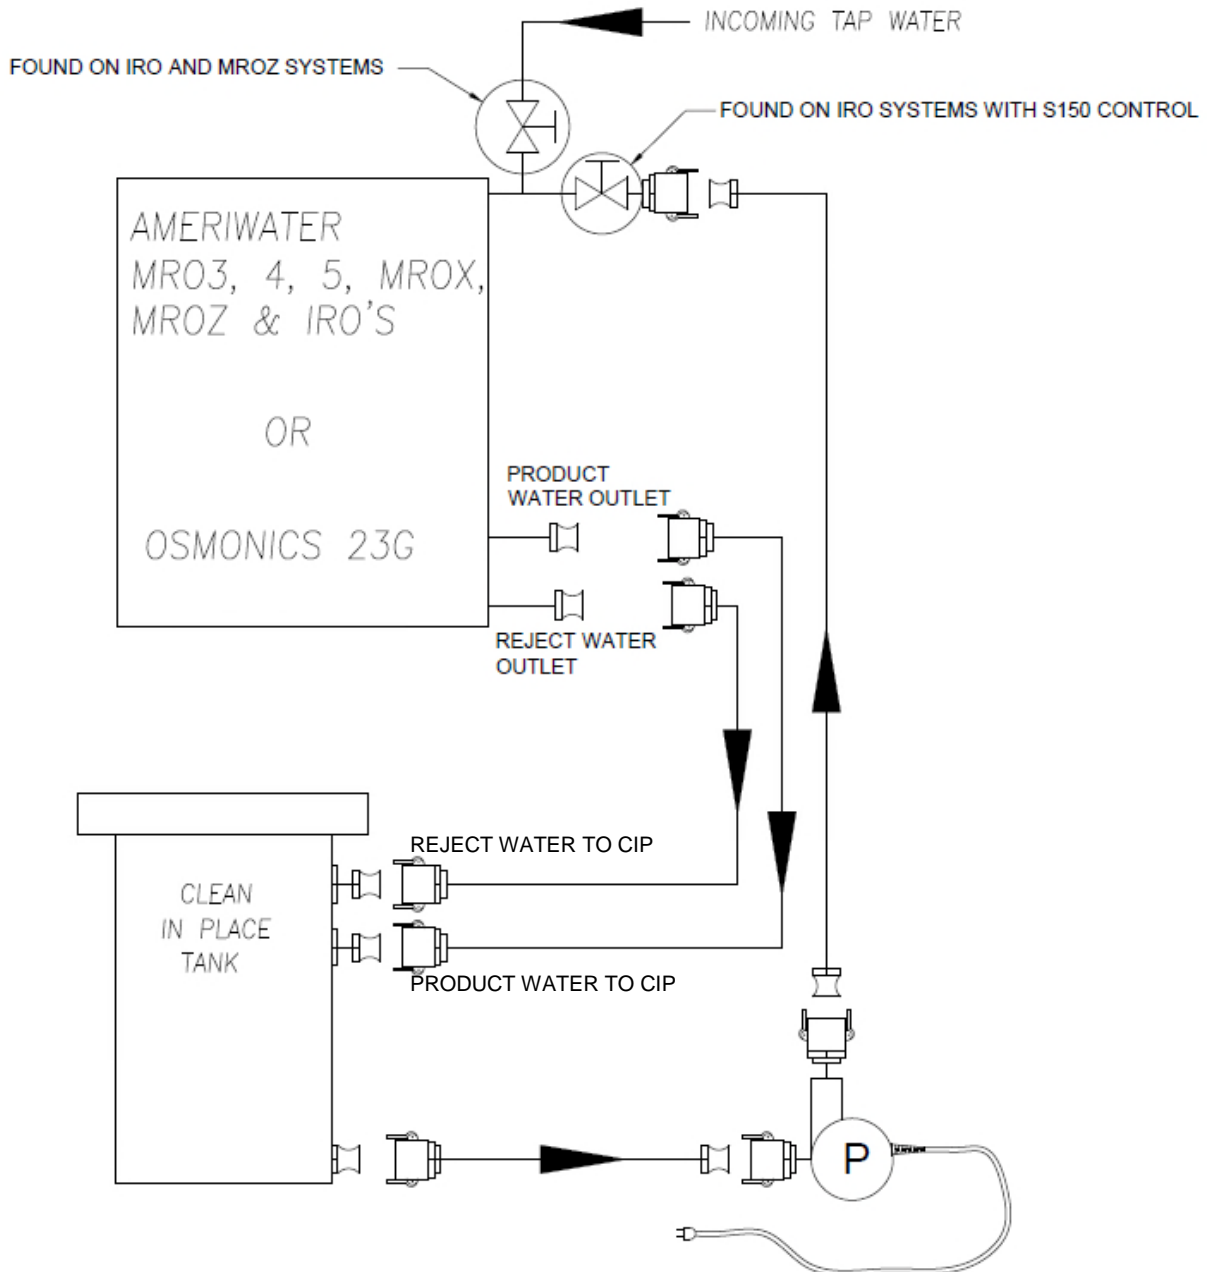 INCOMING TAP WATER
FOUND ON IRO AND MROZ SYSTEMS
FOUND ON IRO SYSTEMS WITH S150 CONTROL
AMERIWATER
MRO3, 4, 5, MROX,
MROZ & IRO'S
OR
OSMONICS 23G
PRODUCT
WATER OUTLET
REJECT WATER
OUTLET
REJECT WATER TO CIP
CLEAN
IN PLACE
TANK
PRODUCT WATER TO CIP
P